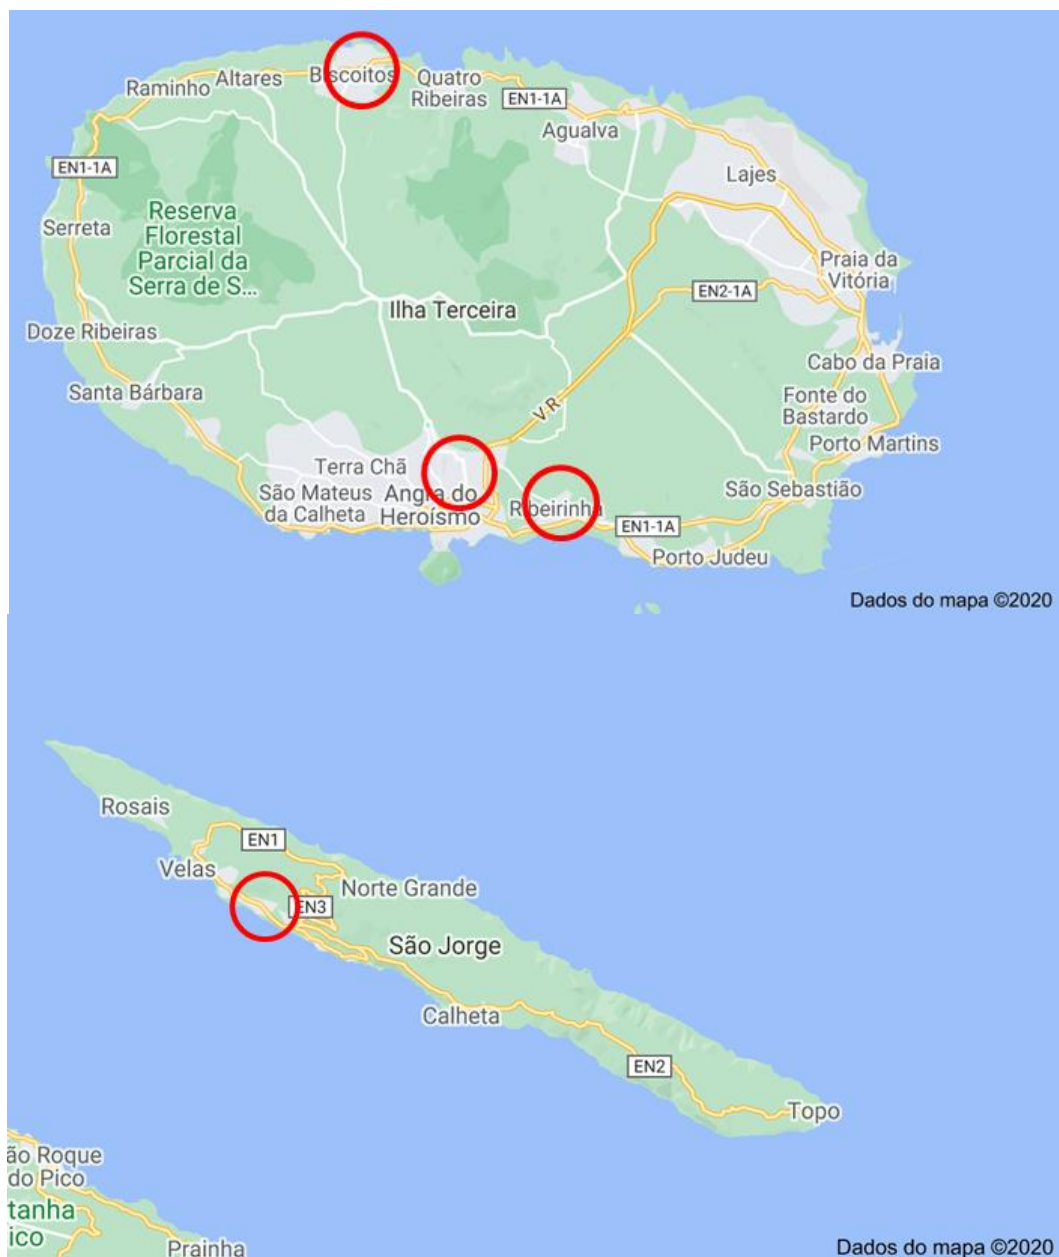 Biscoitos
Altares
Raminho
Quatro
Ribeiras
EN1-1A
Agualva
EN1-1A
Lajes
Reserva
Florestal
Parcial da
Serra de S...
Serreta
Praia da
Vitória
EN2-1A
Ilha Terceira
Doze Ribeiras
Cabo da Praia
Santa Bárbara
Fonte do
Bastardo
VR
Porto Martins
Terra Chã
São Mateus
da Calheta
Angra do
Heroísmo
Ribeirinha
São Sebastião
EN1-1A
Porto Judeu
Dados do mapa ©2020
Rosais
EN1
Velas
Norte Grande
EN3
São Jorge
Calheta
EN2
Topo
ão Roque
do Pico
tanha
ico
Prainha
Dados do mapa ©2020